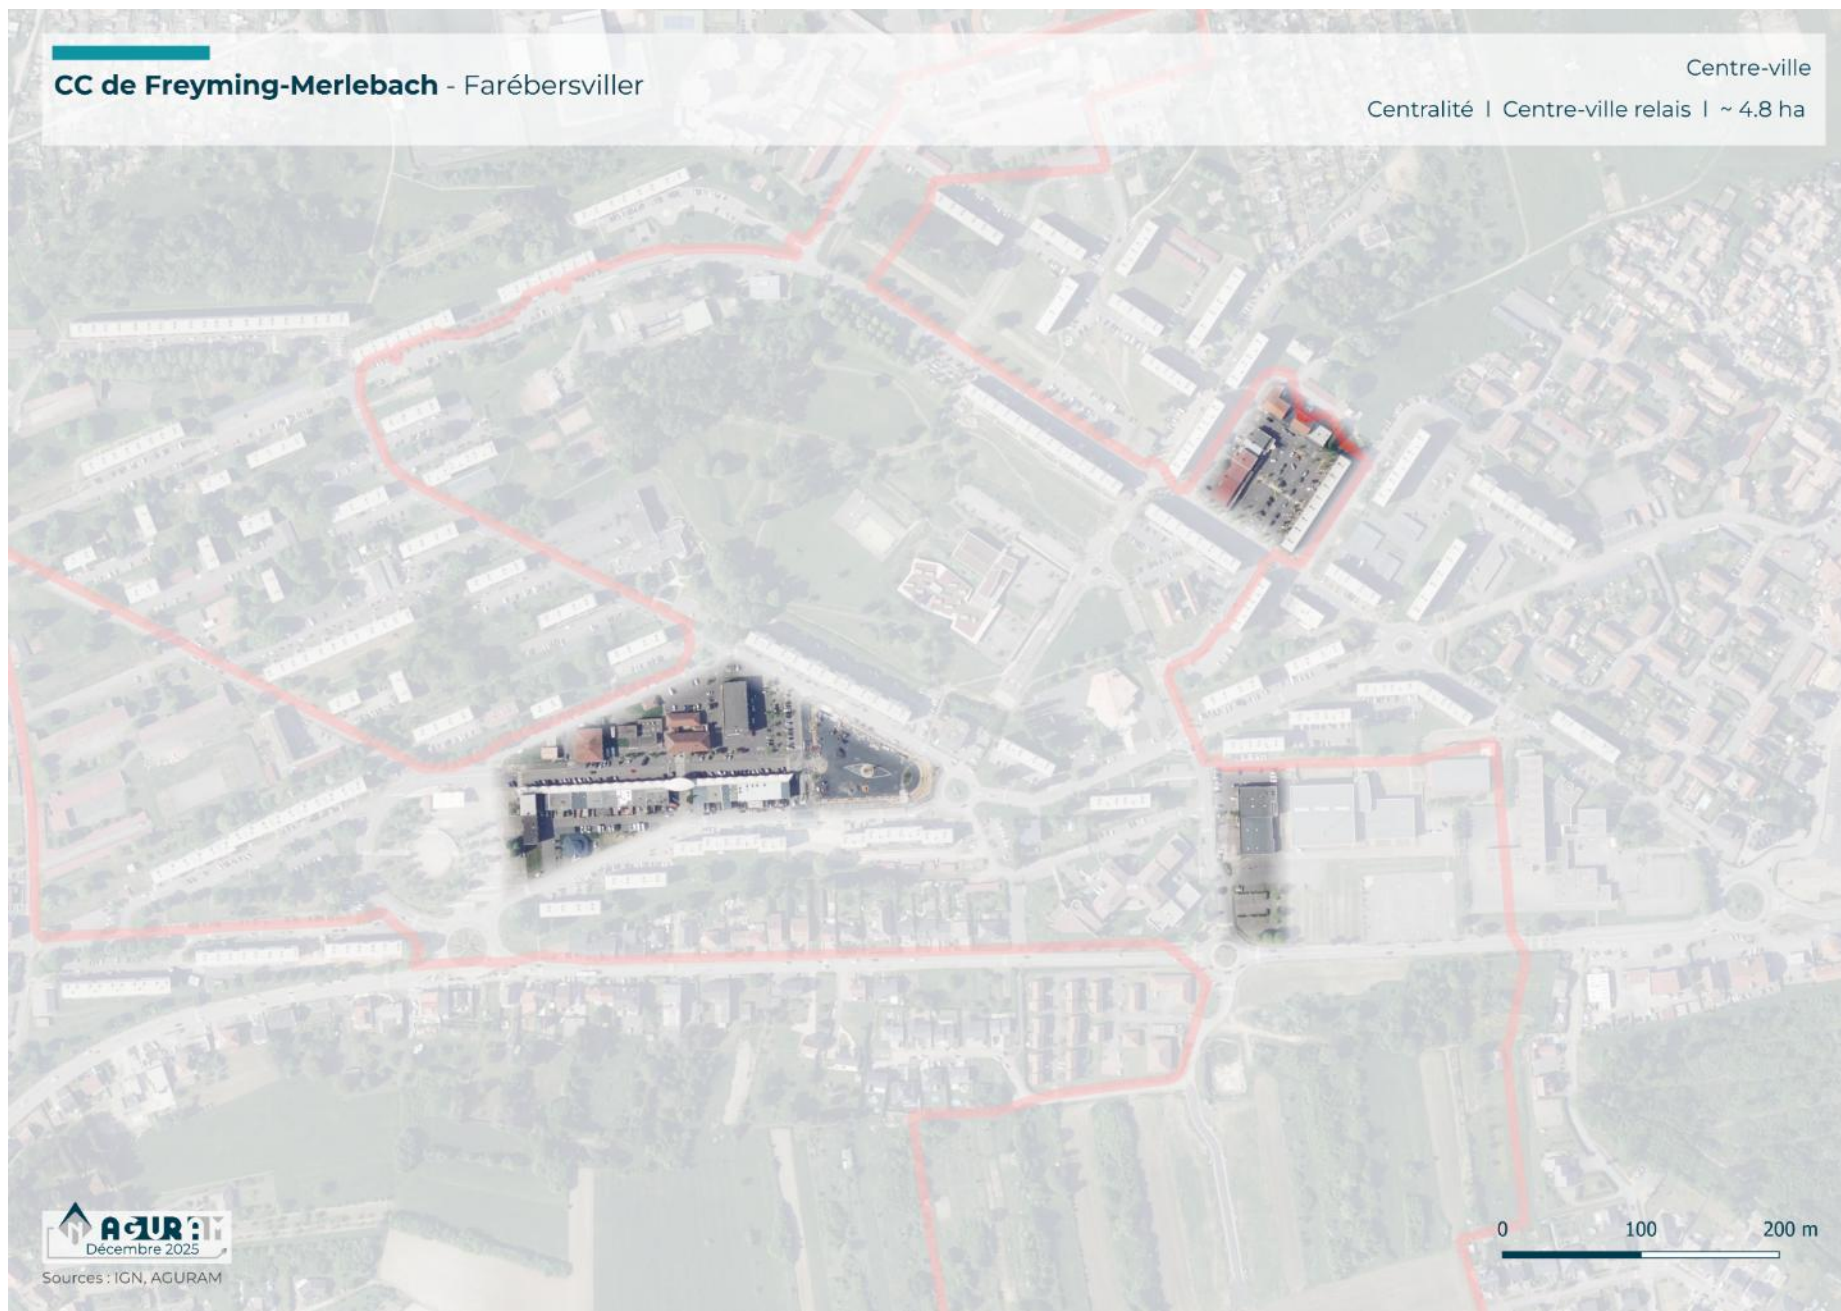 CC de Freyming-Merlebach - Farébersviller
Centre-ville
Centralité | Centre-ville relais | ~ 4.8 ha
N
AGURAM
Décembre 2025
Sources : IGN, AGURAM
0 100 200 m